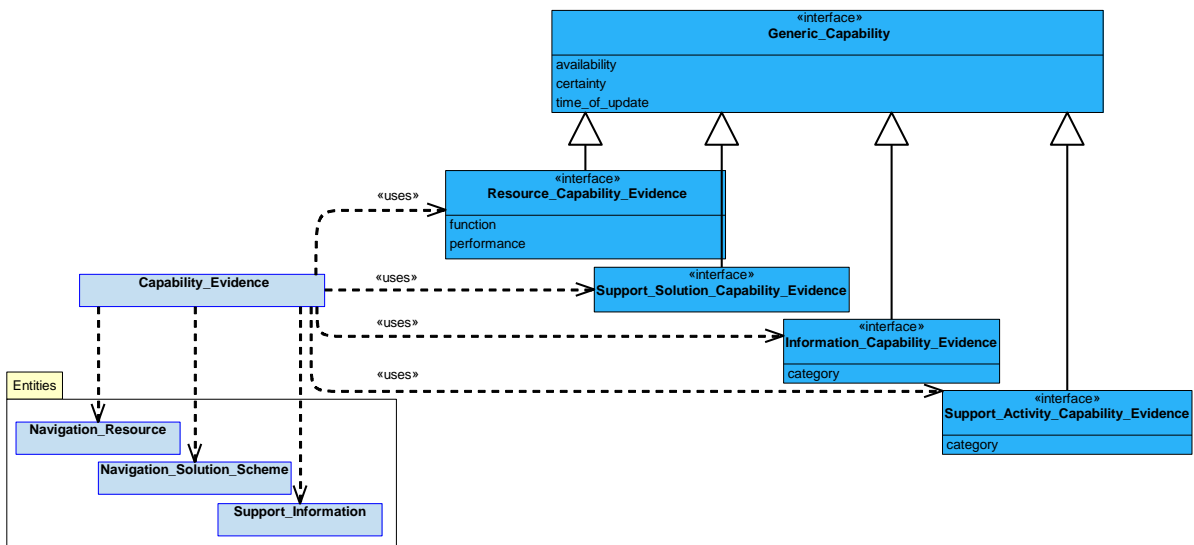 «interface»
Generic_Capability
availability
certainty
time_of_update
«interface»
Resource_Capability_Evidence
function
performance
«uses»
«interface»
Support_Solution_Capability_Evidence
«uses»
Capability_Evidence
«interface»
Information_Capability_Evidence
category
«uses»
«uses»
«interface»
Support_Activity_Capability_Evidence
category
Entities
Navigation_Resource
Navigation_Solution_Scheme
Support_Information